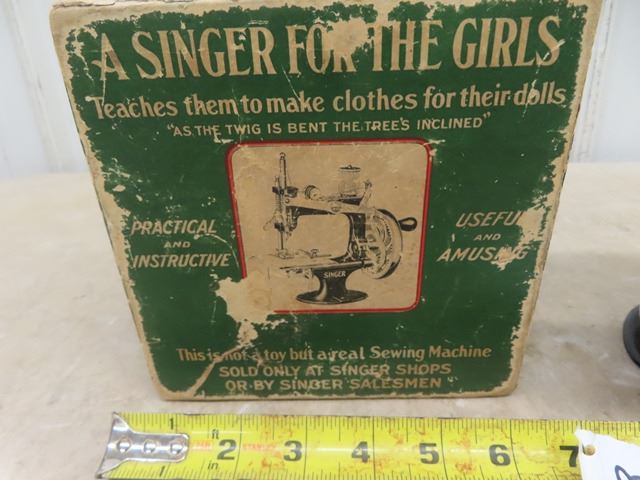 A SINGER FOR THE GIRLS
Teaches them to make clothes for their dolls
"AS THE TWIG IS BENT THE TREE'S INCLINED"
PRACTICAL
AND
INSTRUCTIVE
USEFUL
AND
AMUSING
SINGER
This is not a toy but a real Sewing Machine
SOLD ONLY AT SINGER SHOPS
OR BY SINGER SALESMEN
2 3 4 5 6 7
ft
in